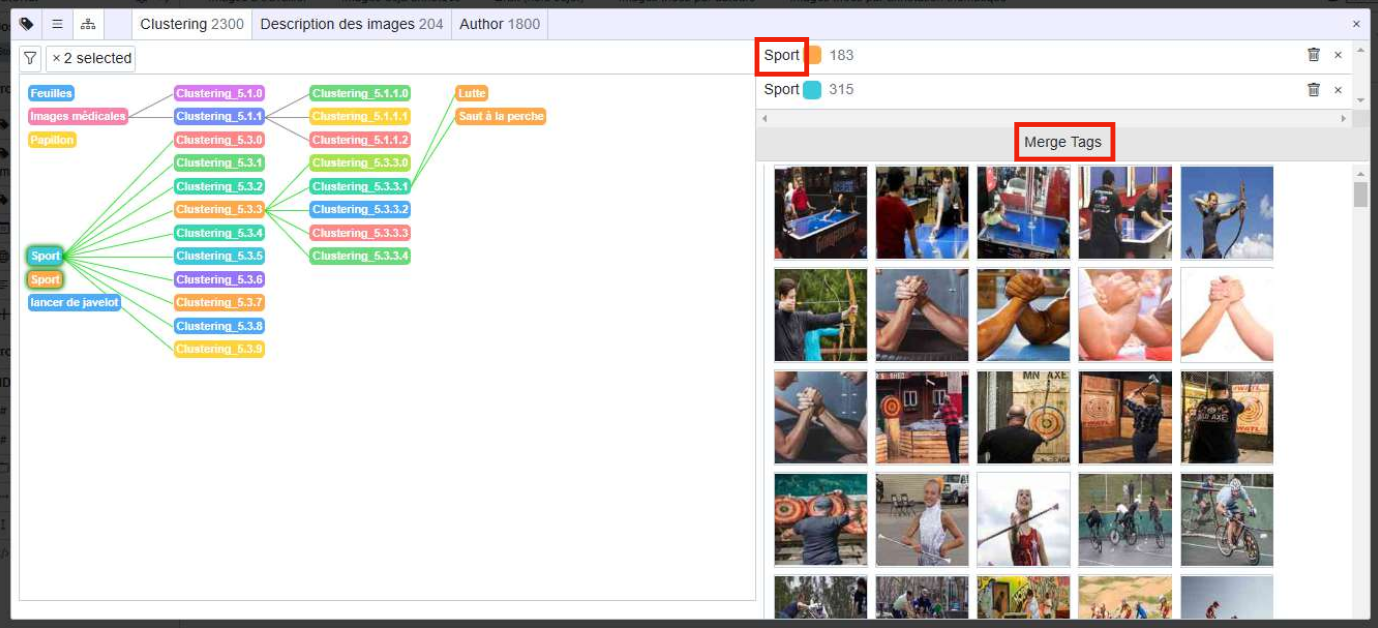 Clustering 2300
Description des images 204
Author 1800
×
× 2 selected
Feuilles
Images médicales
Papillon
Sport
Sport
lancer de javelot
Clustering_5.1.0
Clustering_5.1.1
Clustering_5.3.0
Clustering_5.3.1
Clustering_5.3.2
Clustering_5.3.3
Clustering_5.3.4
Clustering_5.3.5
Clustering_5.3.6
Clustering_5.3.7
Clustering_5.3.8
Clustering_5.3.9
Clustering_5.1.1.0
Clustering_5.1.1.1
Clustering_5.1.1.2
Clustering_5.3.3.0
Clustering_5.3.3.1
Clustering_5.3.3.2
Clustering_5.3.3.3
Clustering_5.3.3.4
Lutte
Saut à la perche
Sport 183 ×
Sport 315 ×
Merge Tags